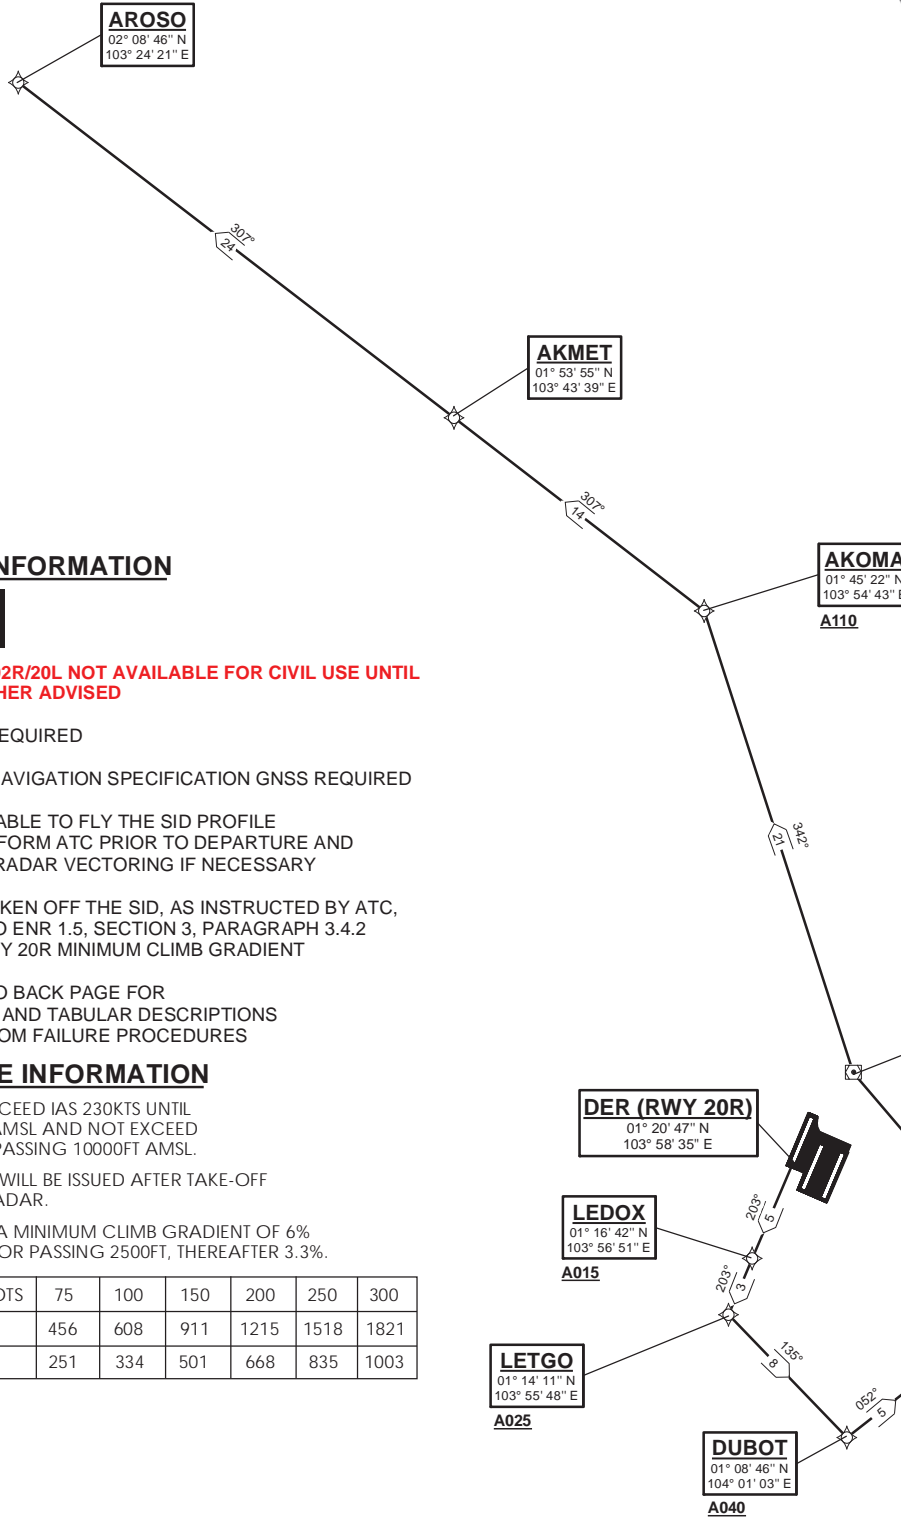 AROSO
02° 08' 46" N
103° 24' 21" E
307°
24
AKMET
01° 53' 55" N
103° 43' 39" E
307°
14
AKOMA
01° 45' 22" N
103° 54' 43" E
A110
342°
21
NFORMATION
02R/20L NOT AVAILABLE FOR CIVIL USE UNTIL
HER ADVISED
EQUIRED
AVIGATION SPECIFICATION GNSS REQUIRED
ABLE TO FLY THE SID PROFILE
FORM ATC PRIOR TO DEPARTURE AND
RADAR VECTORING IF NECESSARY
KEN OFF THE SID, AS INSTRUCTED BY ATC,
O ENR 1.5, SECTION 3, PARAGRAPH 3.4.2
Y 20R MINIMUM CLIMB GRADIENT
O BACK PAGE FOR
AND TABULAR DESCRIPTIONS
OM FAILURE PROCEDURES
E INFORMATION
CEED IAS 230KTS UNTIL
AMSL AND NOT EXCEED
PASSING 10000FT AMSL.
WILL BE ISSUED AFTER TAKE-OFF
ADAR.
A MINIMUM CLIMB GRADIENT OF 6%
OR PASSING 2500FT, THEREAFTER 3.3%.
OTS 75 100 150 200 250 300
456 608 911 1215 1518 1821
251 334 501 668 835 1003
DER (RWY 20R)
01° 20' 47" N
103° 58' 35" E
203°
5
LEDOX
01° 16' 42" N
103° 56' 51" E
A015
203°
3
LETGO
01° 14' 11" N
103° 55' 48" E
A025
135°
8
052°
5
DUBOT
01° 08' 46" N
104° 01' 03" E
A040